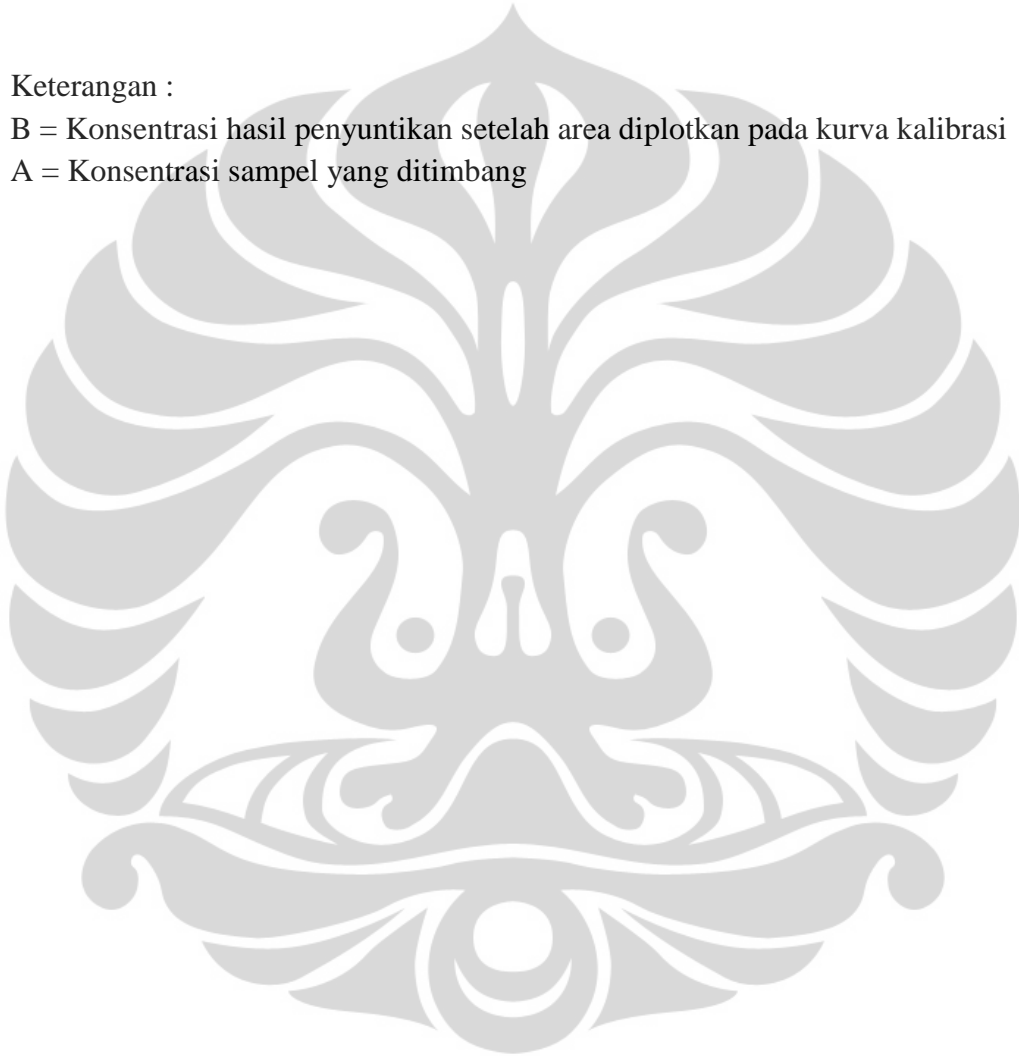 Keterangan :
B = Konsentrasi hasil penyuntikan setelah area diplotkan pada kurva kalibrasi
A = Konsentrasi sampel yang ditimbang